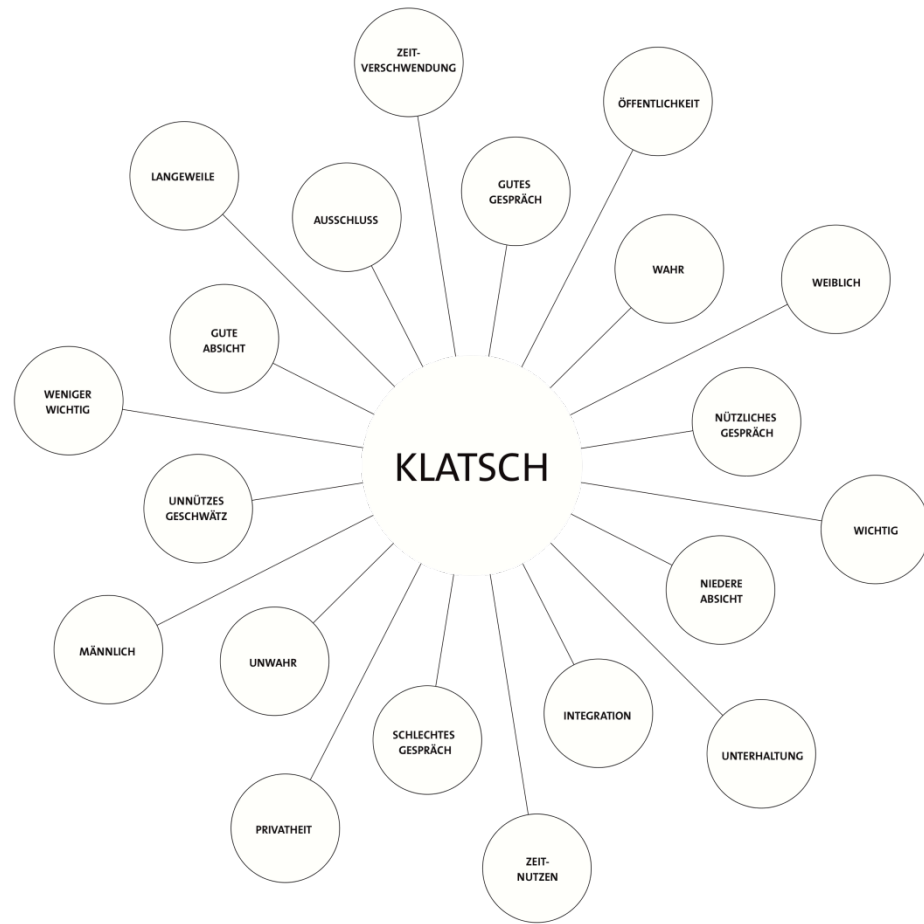 ZEIT-
VERSCHWENDUNG
ÖFFENTLICHKEIT
LANGEWEILE
GUTES
GESPRÄCH
AUSSCHLUSS
WAHR
WEIBLICH
GUTE
ABSICHT
WENIGER
WICHTIG
NÜTZLICHES
GESPRÄCH
KLATSCH
UNNÜTZES
GESCHWÄTZ
WICHTIG
NIEDERE
ABSICHT
MÄNNLICH
UNWAHR
INTEGRATION
SCHLECHTES
GESPRÄCH
UNTERHALTUNG
PRIVATHEIT
ZEIT-
NUTZEN